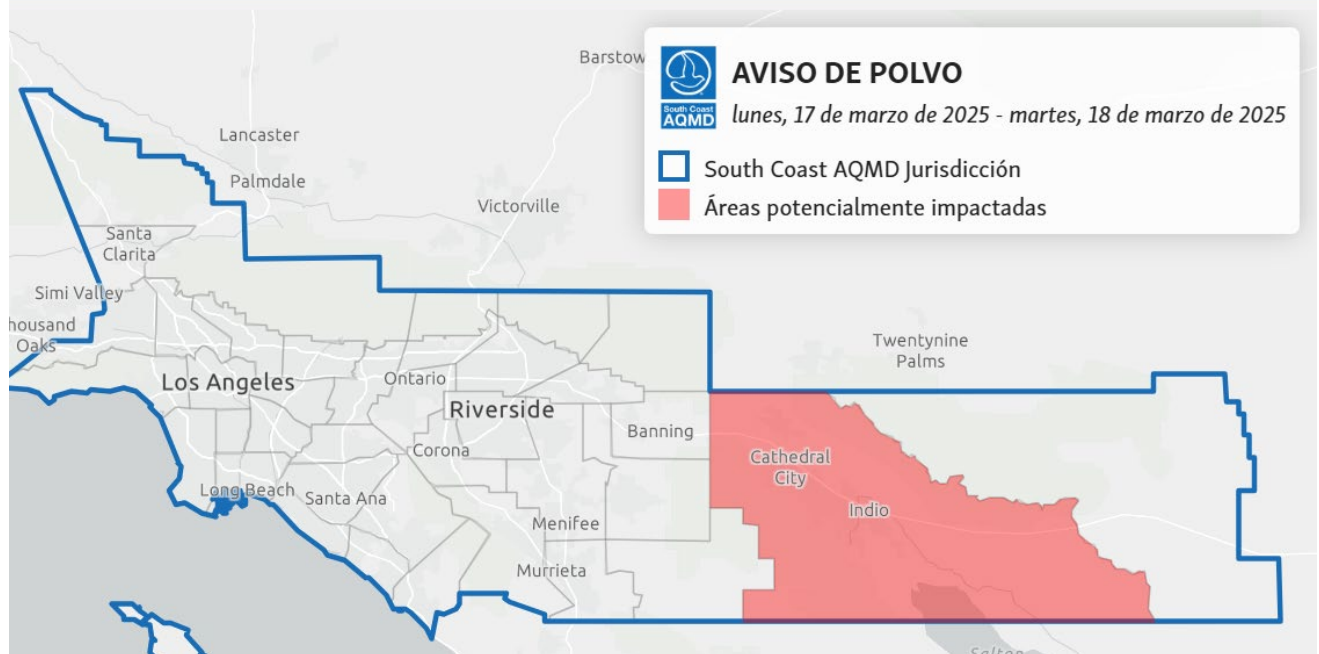 Barstow
AVISO DE POLVO
South Coast
AQMD
lunes, 17 de marzo de 2025 - martes, 18 de marzo de 2025
South Coast AQMD Jurisdicción
Áreas potencialmente impactadas
Lancaster
Palmdale
Victorville
Santa
Clarita
Simi Valley
housand
Oaks
Twentynine
Palms
Los Angeles
Ontario
Riverside
Banning
Corona
Cathedral
City
Long Beach
Santa Ana
Indio
Menifee
Murrieta
Salton